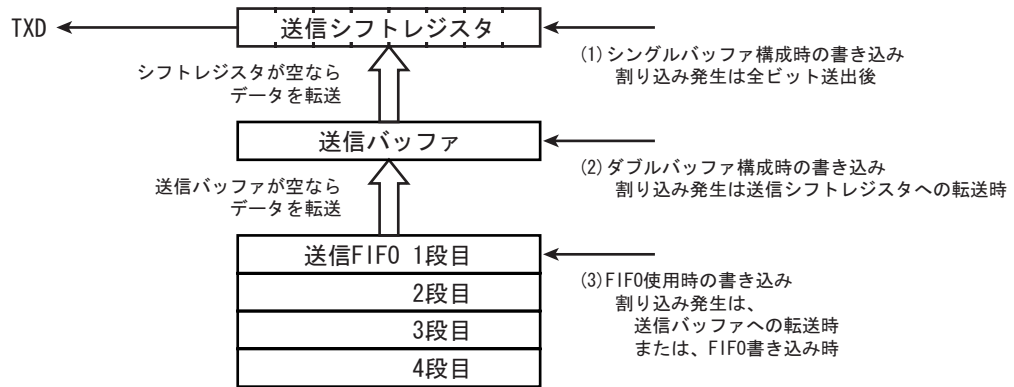 TXD
送信シフトレジスタ
(1)シングルバッファ構成時の書き込み
割り込み発生は全ビット送出後
シフトレジスタが空なら
データを転送
送信バッファ
(2)ダブルバッファ構成時の書き込み
割り込み発生は送信シフトレジスタへの転送時
送信バッファが空なら
データを転送
送信FIFO 1段目
(3)FIFO使用時の書き込み
割り込み発生は、
送信バッファへの転送時
または、FIFO書き込み時
2段目
3段目
4段目